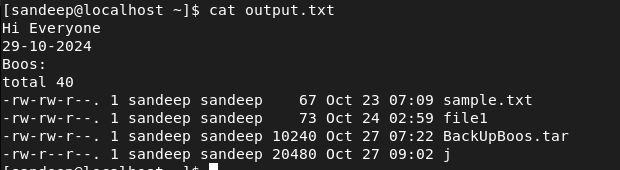 [sandeep@localhost ~]$ cat output.txt
Hi Everyone
29-10-2024
Boos:
total 40
-rw-rw-r--. 1 sandeep sandeep    67 Oct 23 07:09 sample.txt
-rw-rw-r--. 1 sandeep sandeep    73 Oct 24 02:59 file1
-rw-rw-r--. 1 sandeep sandeep 10240 Oct 27 07:22 BackUpBoos.tar
-rw-rw-r--. 1 sandeep sandeep 20480 Oct 27 09:02 j
[sandeep@localhost ~]$